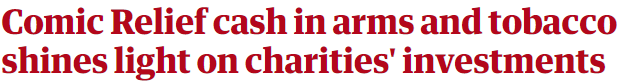 Comic Relief cash in arms and tobacco
shines light on charities' investments